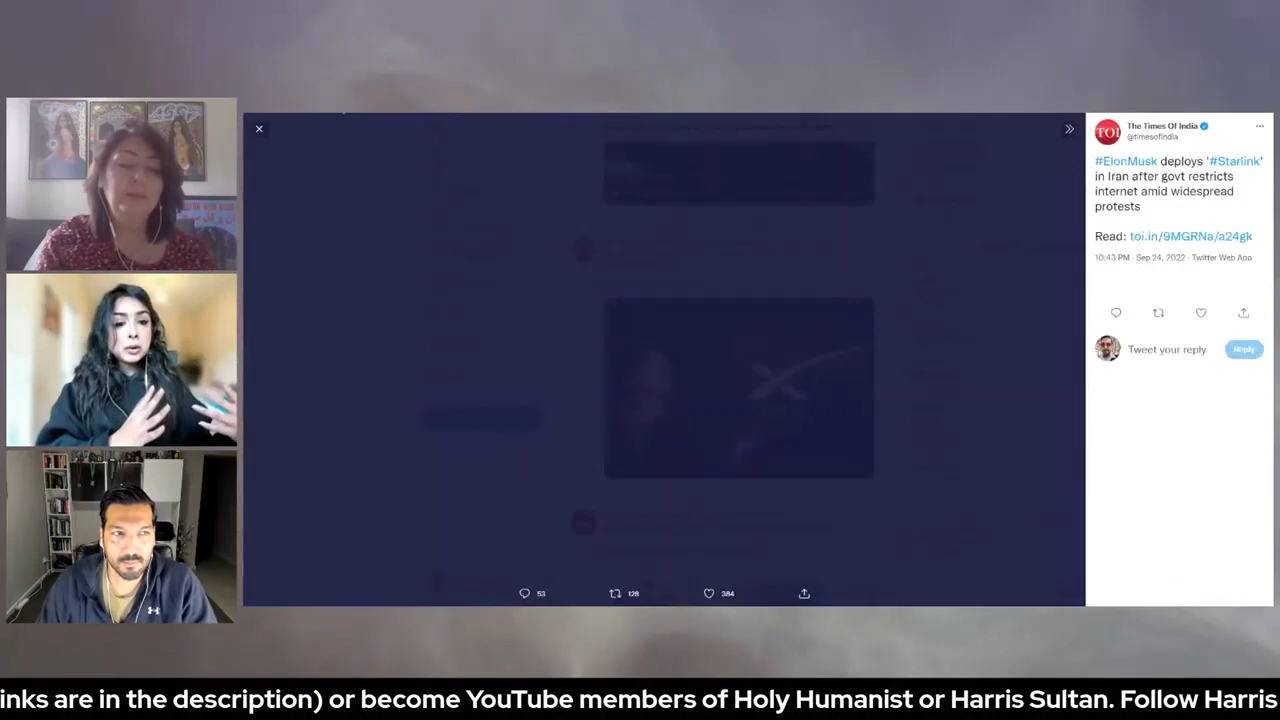 TOI
The Times Of India
@timesofindia
#ElonMusk deploys '#Starlink'
in Iran after govt restricts
internet amid widespread
protests
Read: toi.in/9MGRNa/a24gk
10:43 PM · Sep 24, 2022 · Twitter Web App
Tweet your reply
Reply
53
128
384
inks are in the description) or become YouTube members of Holy Humanist or Harris Sultan. Follow Harris